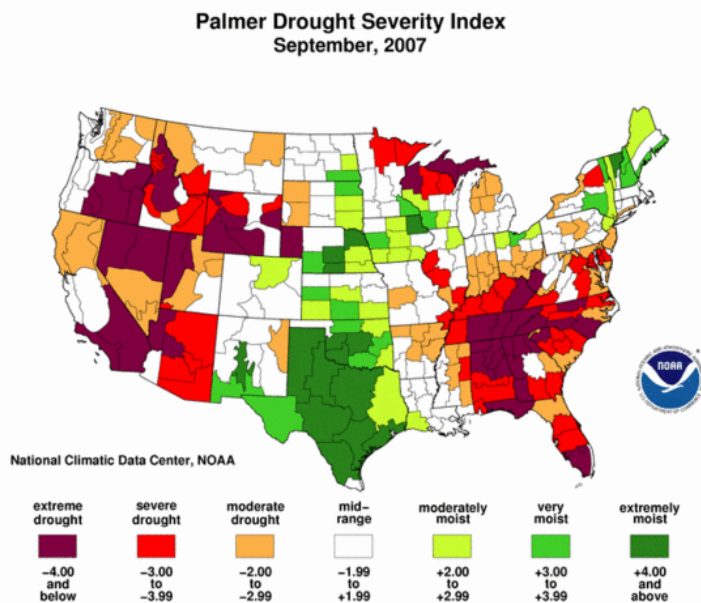 Palmer Drought Severity Index
September, 2007
NOAA
National Climatic Data Center, NOAA
extreme drought
severe drought
moderate drought
mid-range
moderately moist
very moist
extremely moist
−4.00 and below
−3.00 to −3.99
−2.00 to −2.99
−1.99 to +1.99
+2.00 to +2.99
+3.00 to +3.99
+4.00 and above